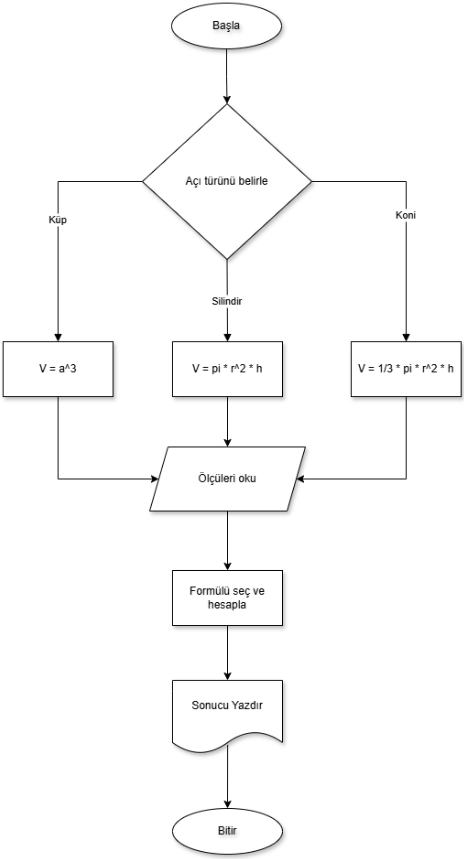 Başla
Açı türünü belirle
Küp
Koni
Silindir
V = a^3
V = pi * r^2 * h
V = 1/3 * pi * r^2 * h
Ölçüleri oku
Formülü seç ve
hesapla
Sonucu Yazdır
Bitir